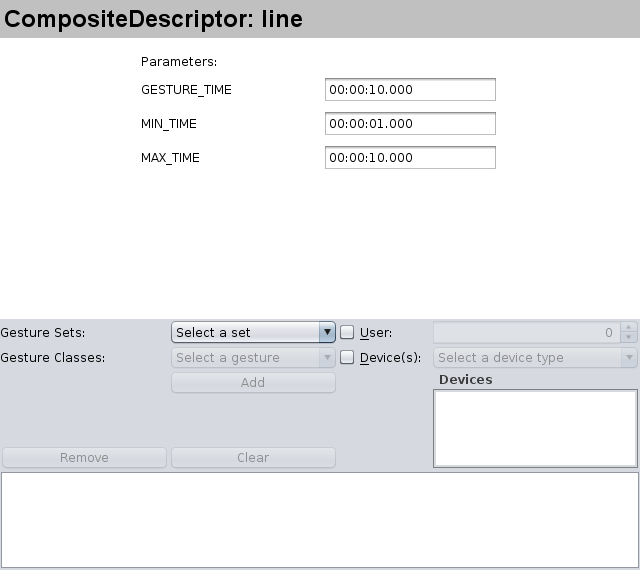 CompositeDescriptor: line
Parameters:
GESTURE_TIME 00:00:10.000
MIN_TIME 00:00:01.000
MAX_TIME 00:00:10.000
Gesture Sets: Select a set User: 0
Gesture Classes: Select a gesture Device(s): Select a device type
Add Devices
Remove Clear